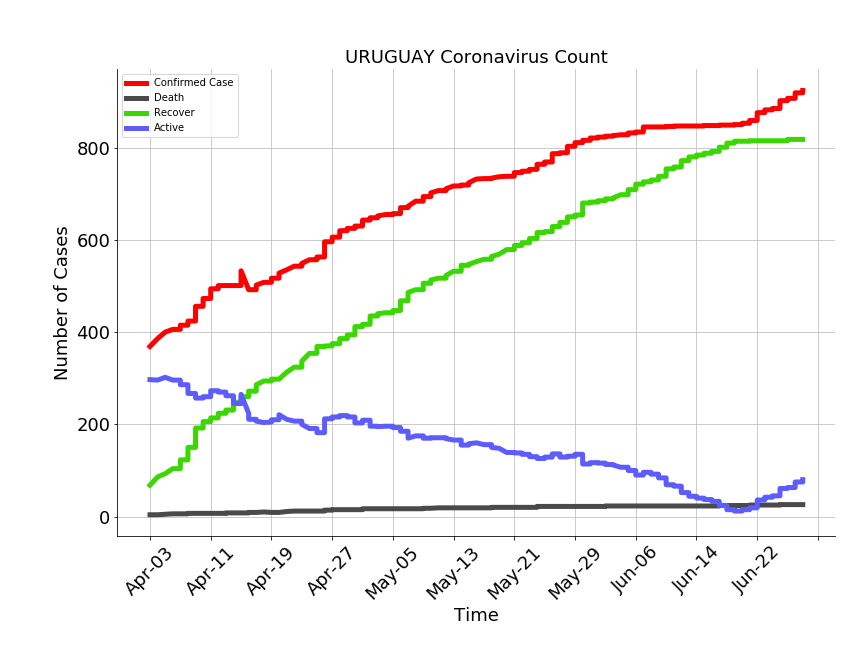 URUGUAY Coronavirus Count
Confirmed Case
Death
Recover
Active
Number of Cases
800
600
400
200
0
Apr-03 Apr-11 Apr-19 Apr-27 May-05 May-13 May-21 May-29 Jun-06 Jun-14 Jun-22
Time